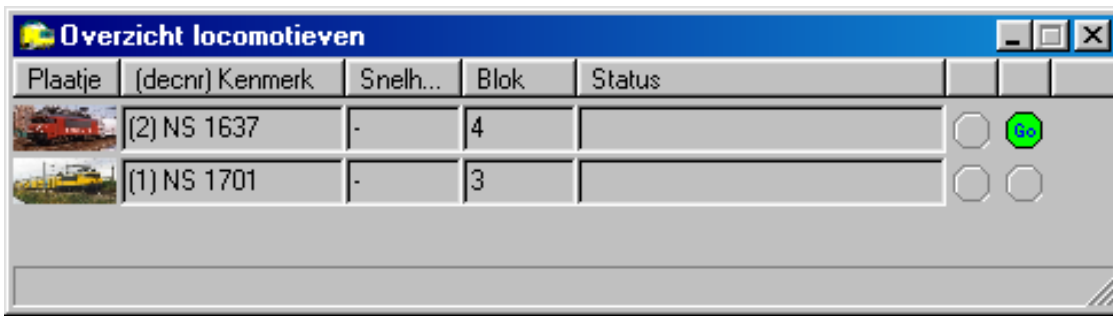 Overzicht locomotieven
Plaatje (decnr) Kenmerk Snelh... Blok Status
(2) NS 1637 - 4 Go
(1) NS 1701 - 3